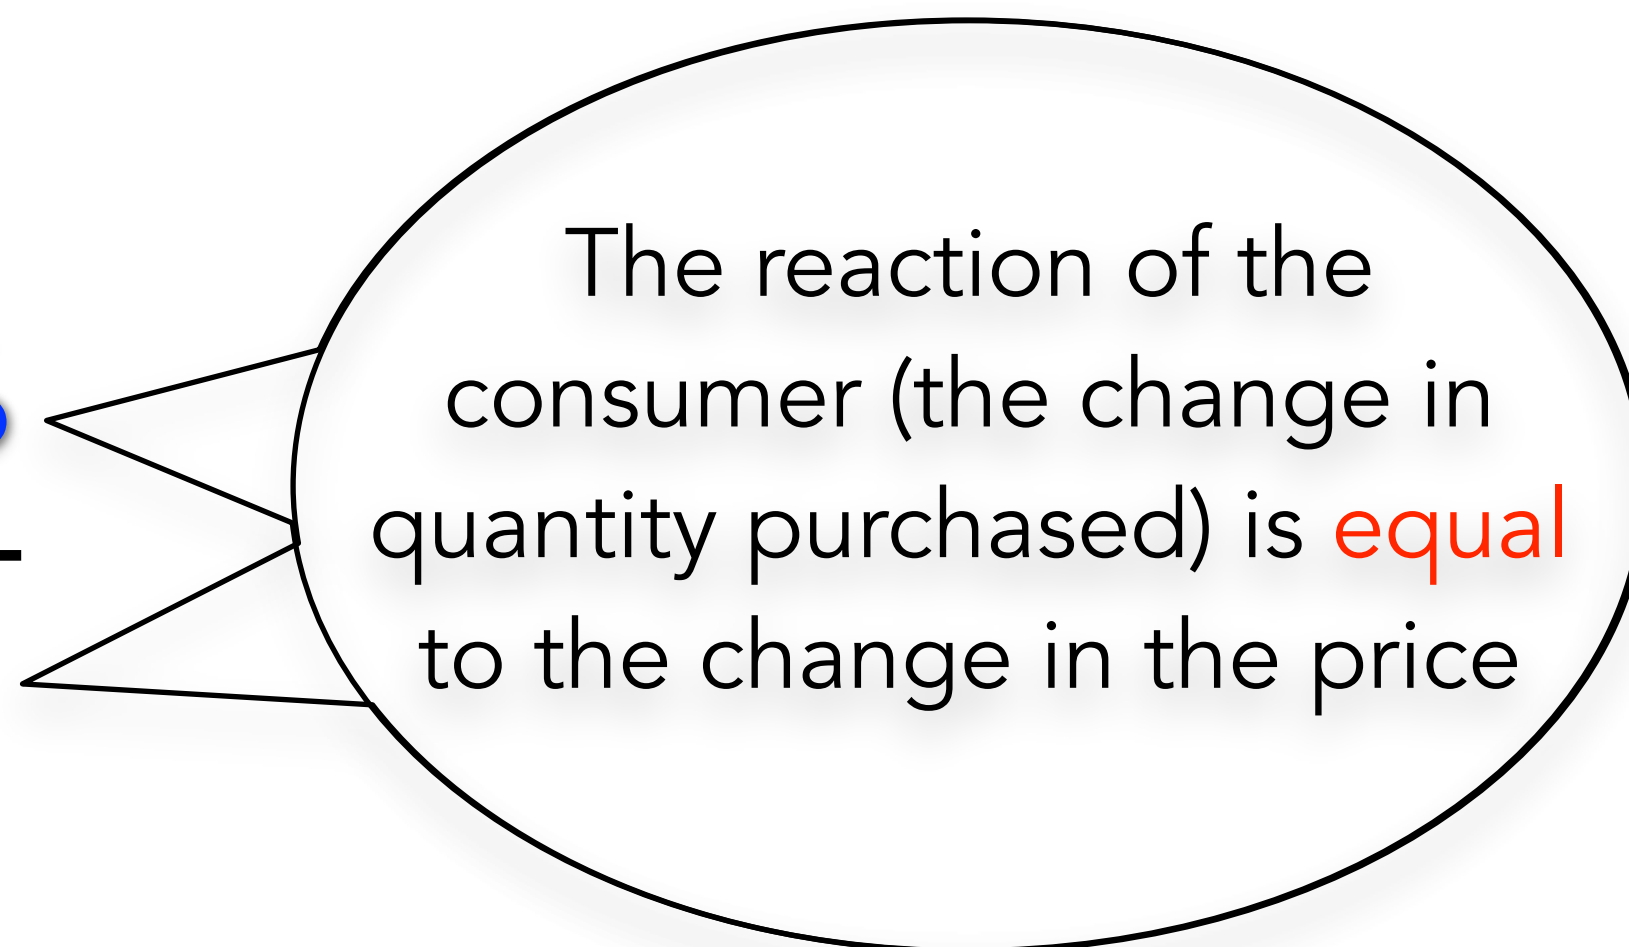 The reaction of the
consumer (the change in
quantity purchased) is equal
to the change in the price